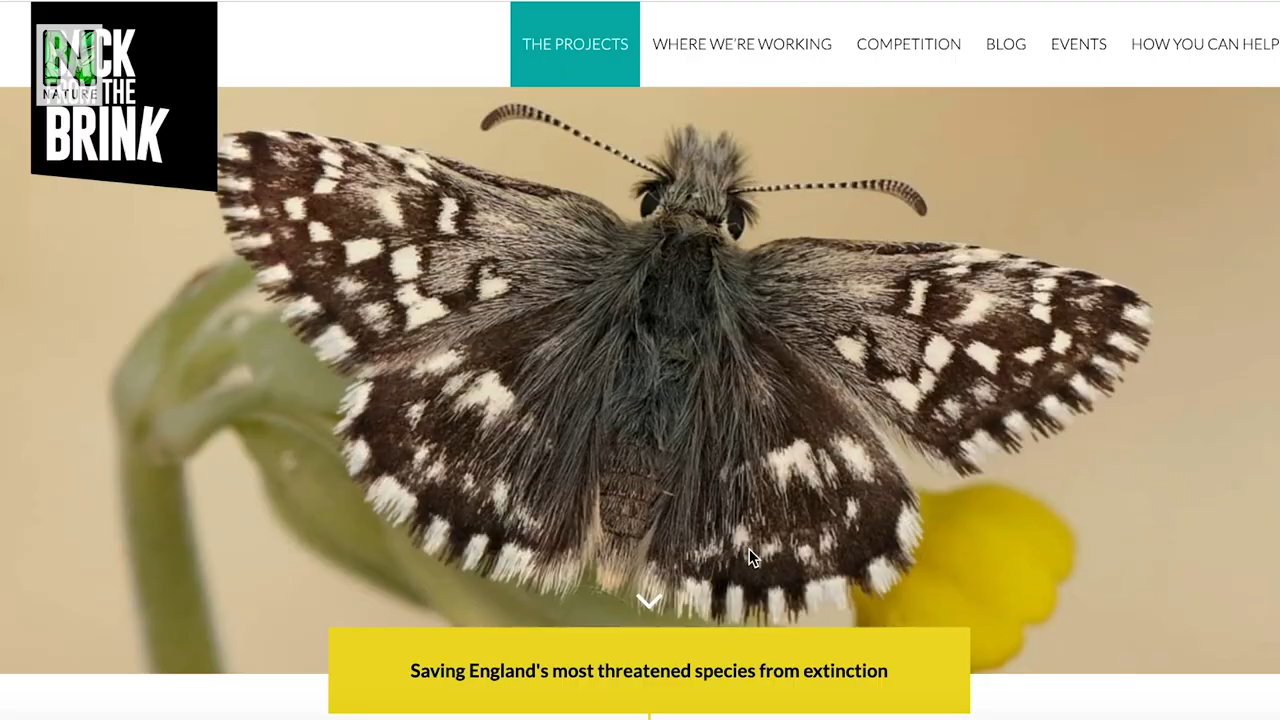 BACK
FROM THE
BRINK
NATURE
THE PROJECTS
WHERE WE'RE WORKING
COMPETITION
BLOG
EVENTS
HOW YOU CAN HELP
Saving England's most threatened species from extinction